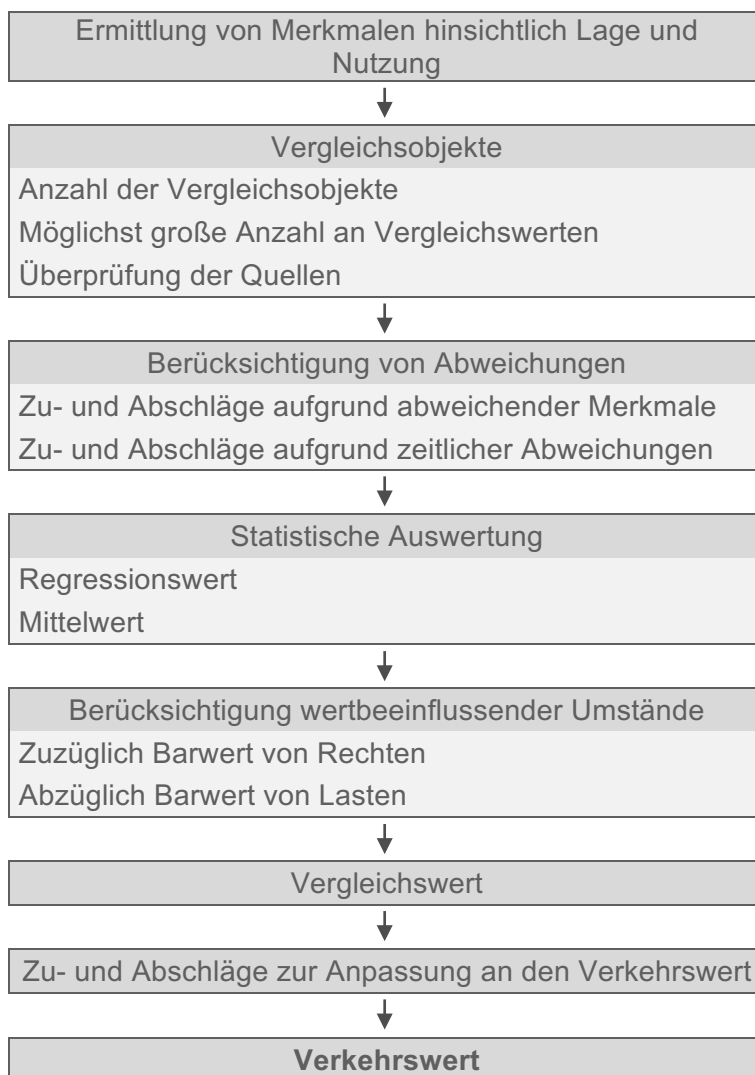 Ermittlung von Merkmalen hinsichtlich Lage und
Nutzung
Vergleichsobjekte
Anzahl der Vergleichsobjekte
Möglichst große Anzahl an Vergleichswerten
Überprüfung der Quellen
Berücksichtigung von Abweichungen
Zu- und Abschläge aufgrund abweichender Merkmale
Zu- und Abschläge aufgrund zeitlicher Abweichungen
Statistische Auswertung
Regressionswert
Mittelwert
Berücksichtigung wertbeeinflussender Umstände
Zuzüglich Barwert von Rechten
Abzüglich Barwert von Lasten
Vergleichswert
Zu- und Abschläge zur Anpassung an den Verkehrswert
Verkehrswert